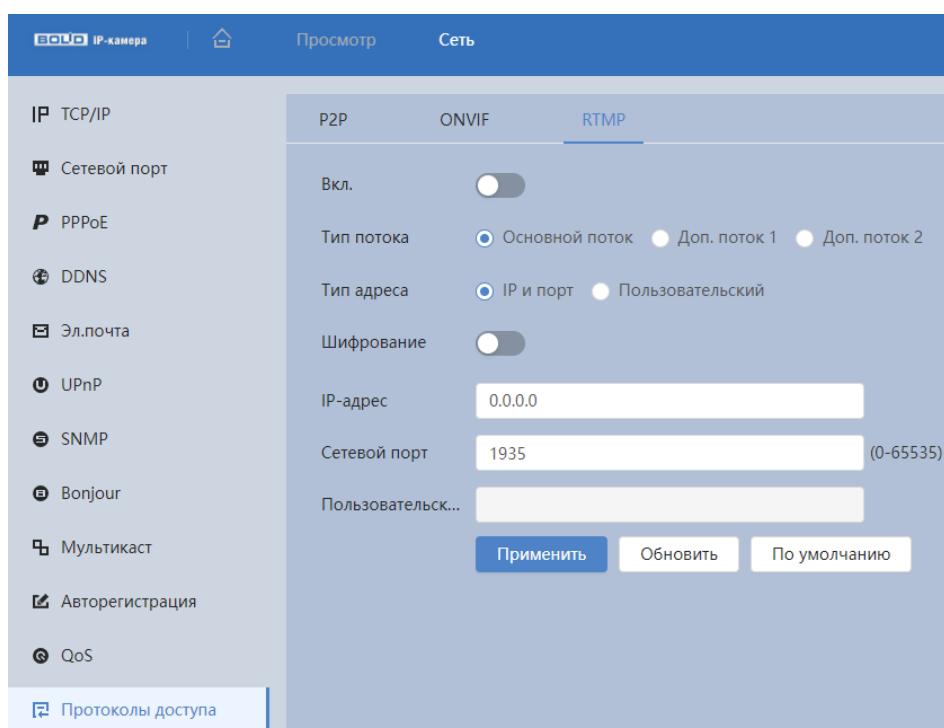 BOLID IP-камера
Просмотр
Сеть
IP TCP/IP
Сетевой порт
P PPPoE
DDNS
Эл.почта
UPnP
SNMP
Bonjour
Мультикаст
Авторегистрация
QoS
Протоколы доступа
P2P ONVIF RTMP
Вкл.
Тип потока Основной поток Доп. поток 1 Доп. поток 2
Тип адреса IP и порт Пользовательский
Шифрование
IP-адрес 0.0.0.0
Сетевой порт 1935 (0-65535)
Пользовательск...
Применить Обновить По умолчанию